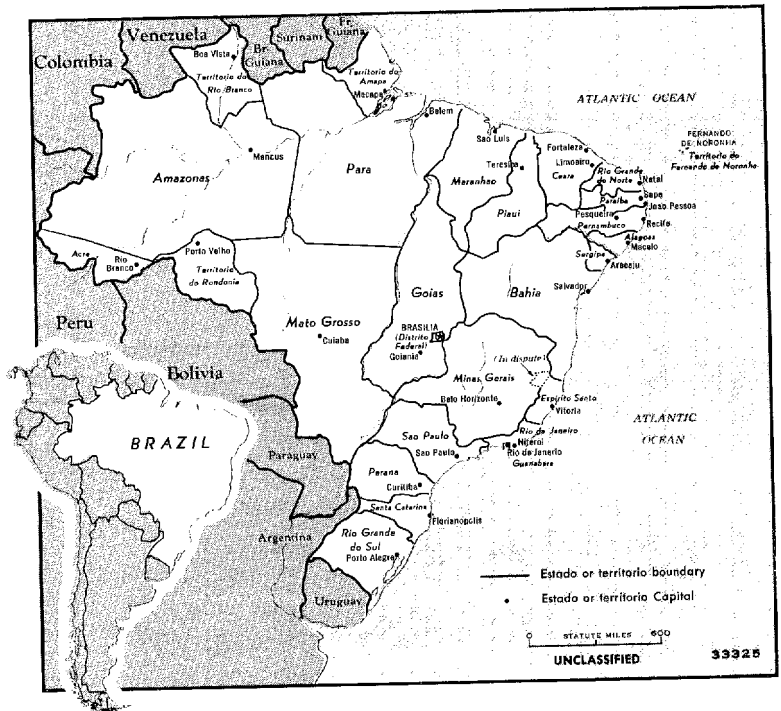 Venezuela
Fr.
Guiana
Surinam
Br.
Guiana
Colombia
Boa Vista
Territorio do
Rio Branco
Territorio do
Amapa
Macapa
ATLANTIC OCEAN
Belem
Sao Luis
Fortaleza
FERNANDO
DE NORONHA
Territorio de
Fernando de Noronha
Manaus
Para
Teresina
Limoeiro
Ceara
Rio Grande
do Norte
Natal
Amazonas
Maranhao
Sape
Paraiba
Joao Pessoa
Piaui
Pesqueira
Pernambuco
Recife
Alagoas
Maceio
Acre
Rio
Branco
Porto Velho
Territorio
do Rondonia
Sergipe
Aracaju
Goias
Bahia
Salvador
Peru
Mato Grosso
Cuiaba
BRASILIA
(Distrito
Federal)
Goiania
(In dispute)
Bolivia
Minas Gerais
Belo Horizonte
Espirito Santo
Vitoria
ATLANTIC
OCEAN
BRAZIL
Sao Paulo
Rio de Janeiro
Niteroi
Sao Paulo
Rio de Janerio
Guanabara
Paraguay
Parana
Curitiba
Santa Catarina
Florianopolis
Argentina
Rio Grande
do Sul
Porto Alegre
Uruguay
Estado or territorio boundary
Estado or territorio Capital
0 STATUTE MILES 600
UNCLASSIFIED
33325